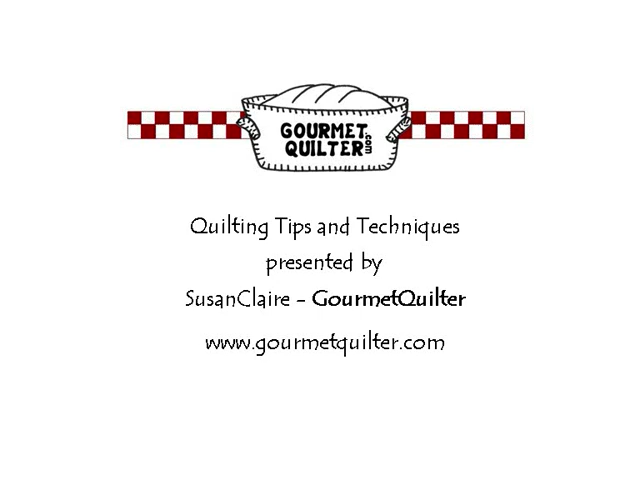 GOURMET
QUILTER.com
Quilting Tips and Techniques
presented by
SusanClaire - GourmetQuilter
www.gourmetquilter.com